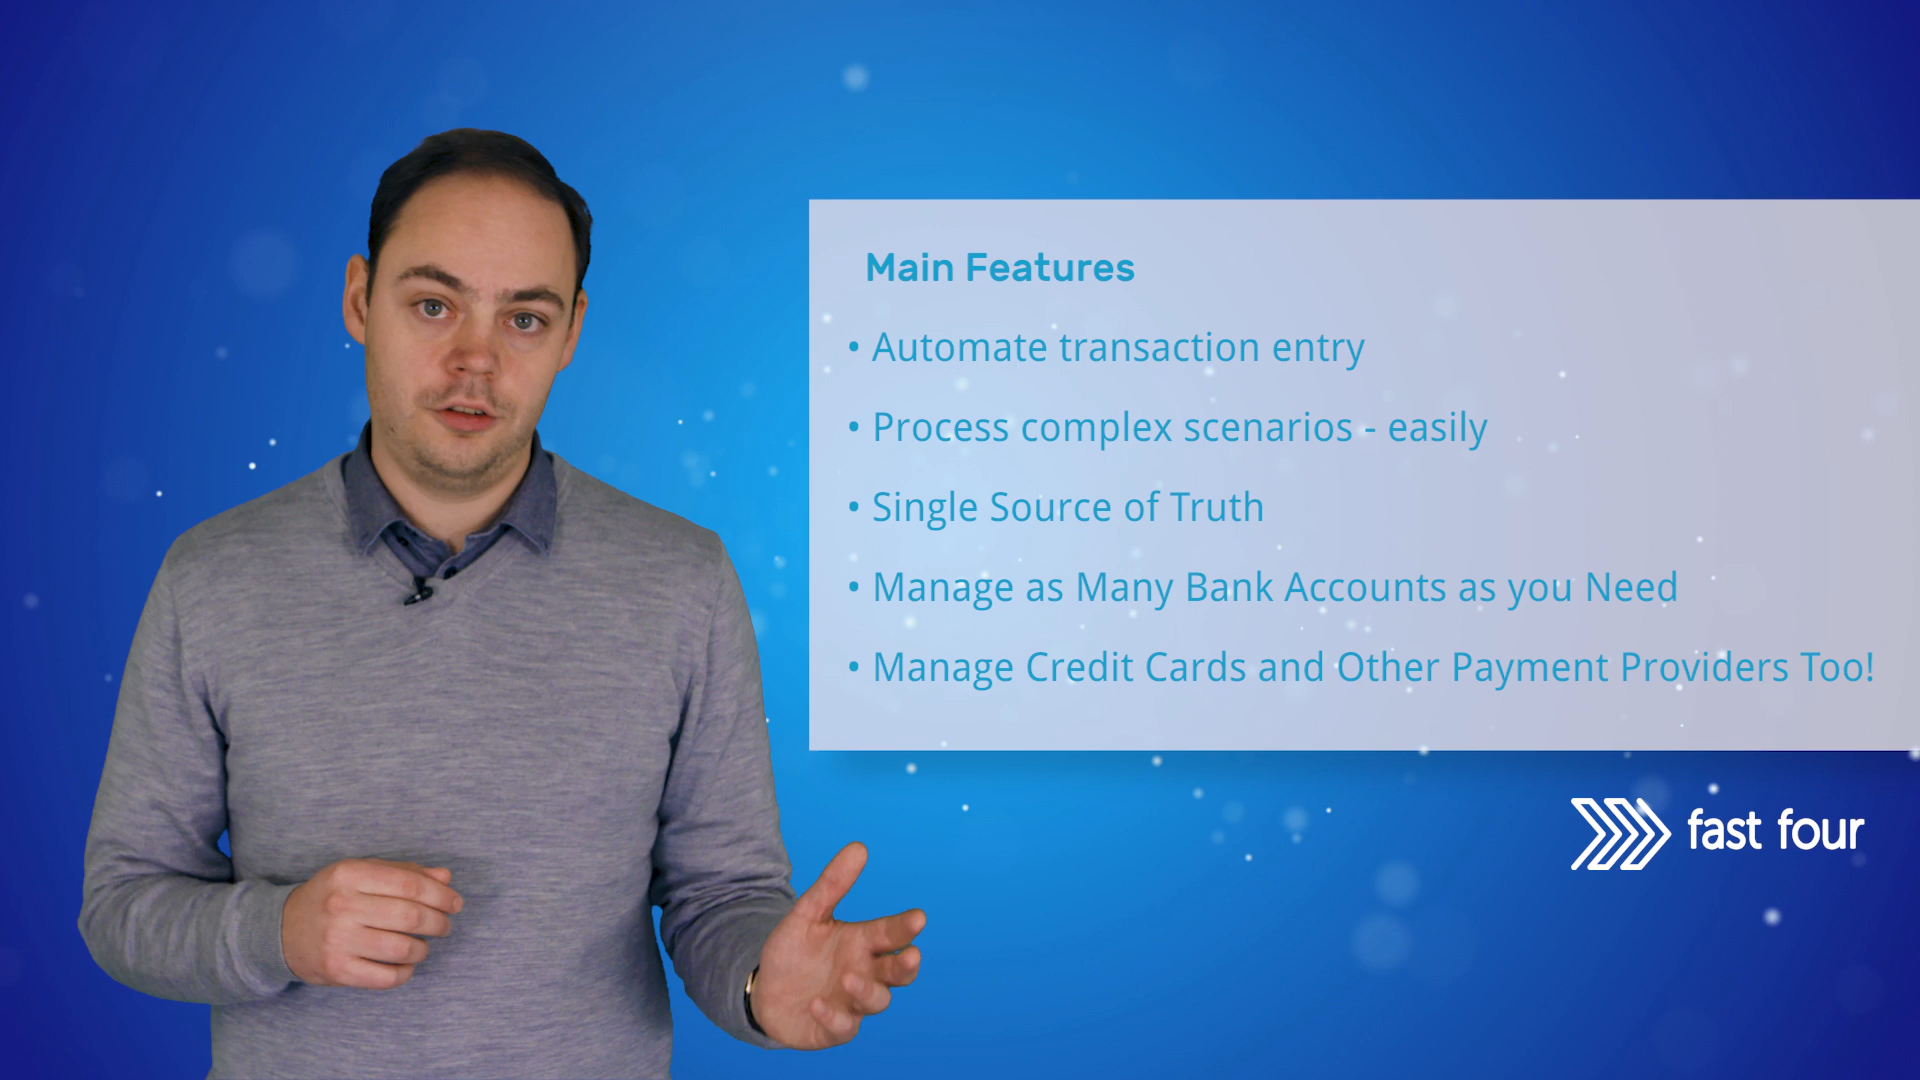 Main Features
• Automate transaction entry
• Process complex scenarios - easily
• Single Source of Truth
• Manage as Many Bank Accounts as you Need
• Manage Credit Cards and Other Payment Providers Too!
fast four